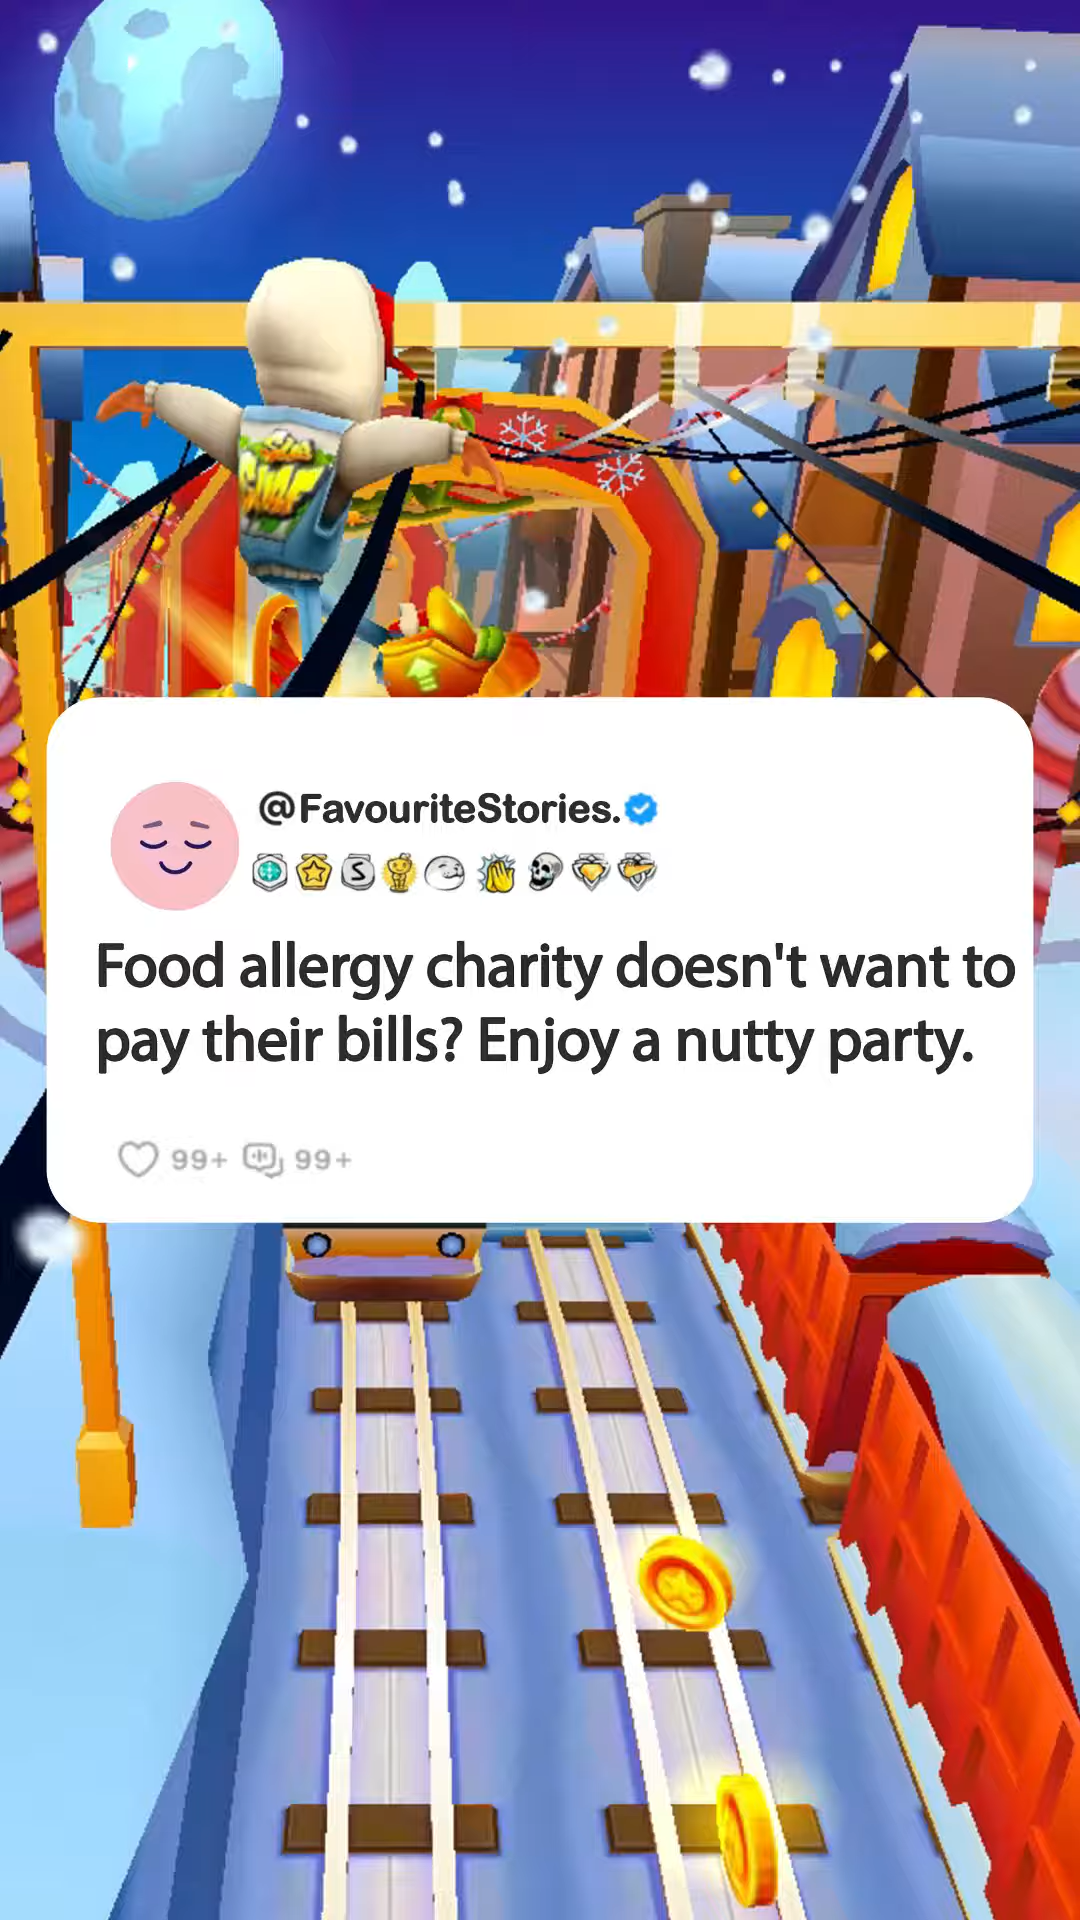 @FavouriteStories.
Food allergy charity doesn't want to
pay their bills? Enjoy a nutty party.
99+ 99+